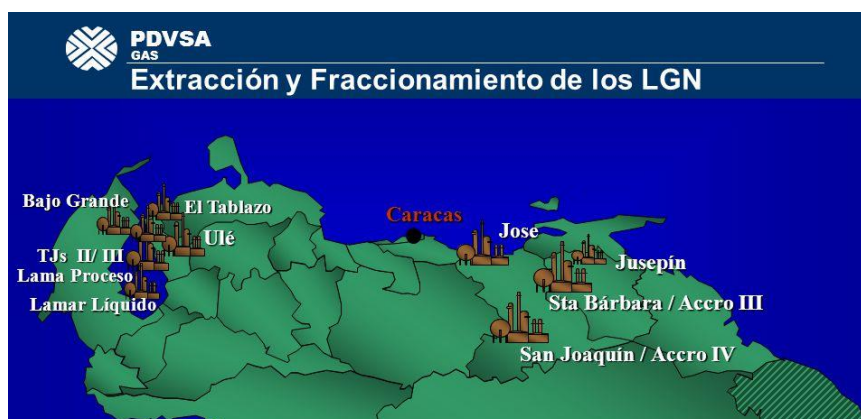 PDVSA
GAS
Extracción y Fraccionamiento de los LGN
Bajo Grande
El Tablazo
Ulé
TJs II/ III
Lama Proceso
Lamar Líquido
Caracas
Jose
Jusepín
Sta Bárbara / Accro III
San Joaquín / Accro IV